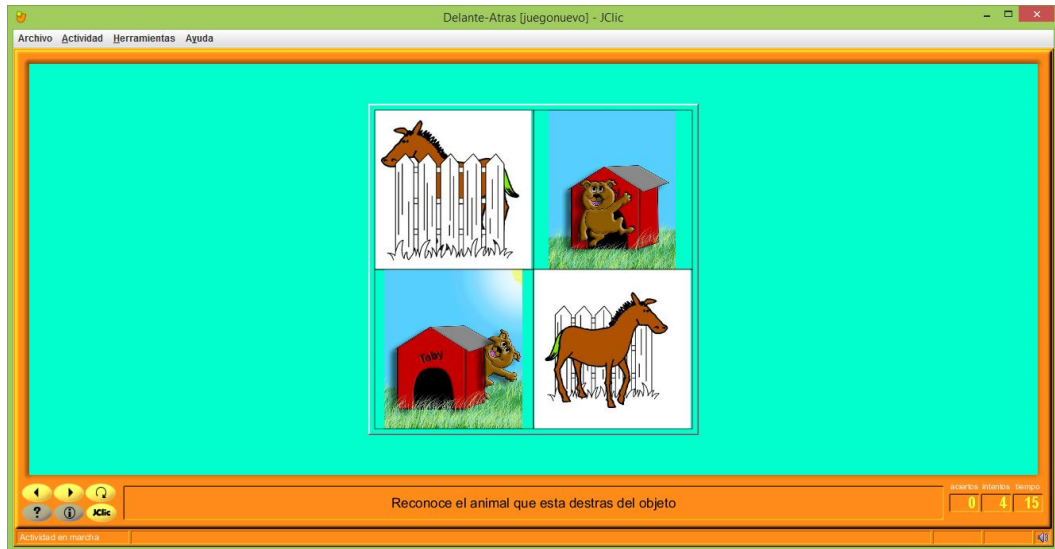 Delante-Atras [juegonuevo] - JClic
Archivo Actividad Herramientas Ayuda
Toby
Reconoce el animal que esta destras del objeto
aciertos intentos tiempo
0 4 15
? i JClic
Actividad en marcha